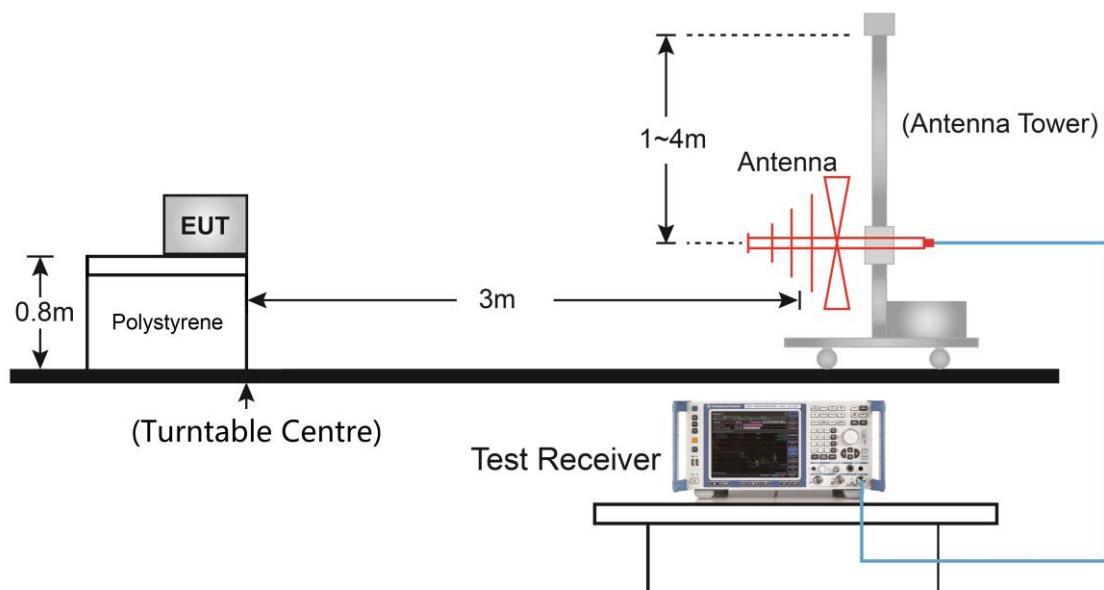 1~4m
(Antenna Tower)
Antenna
EUT
0.8m
Polystyrene
3m
(Turntable Centre)
Test Receiver